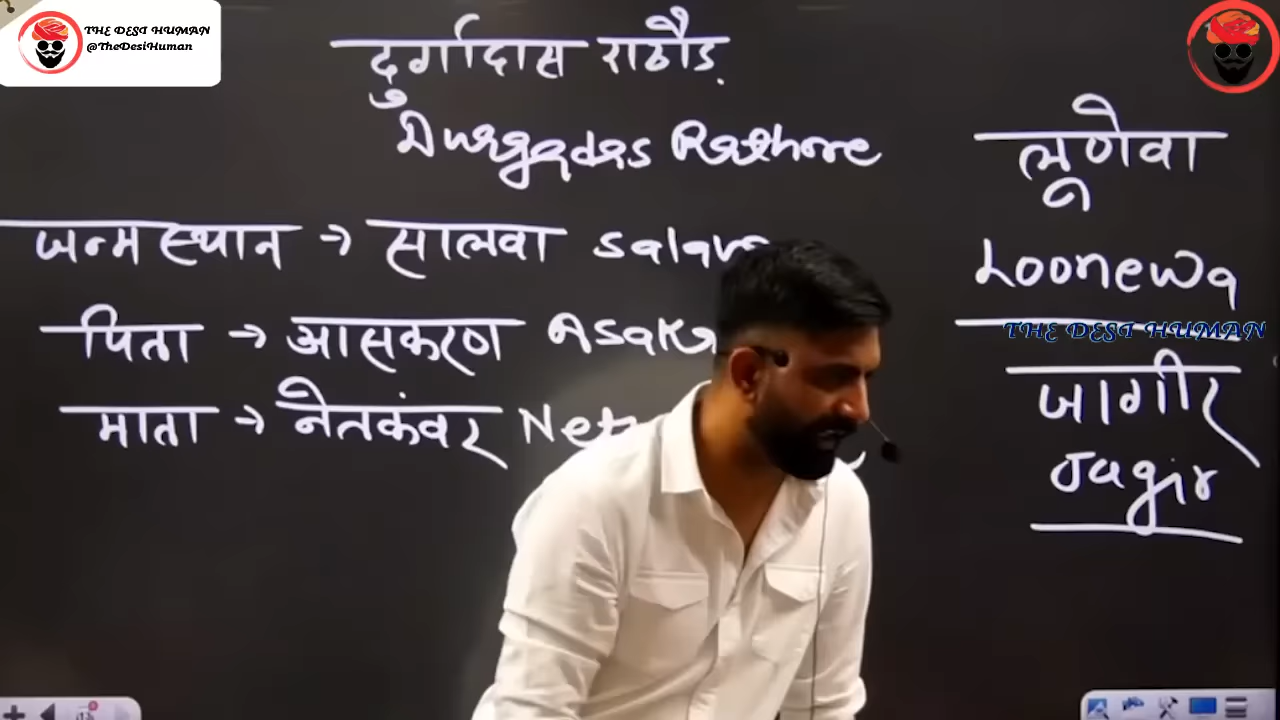 THE DESI HUMAN
@TheDesiHuman
दुर्गादास राठौड़
Durgadas Rathore
जन्म स्थान → सालवा
पिता → आसकरण
माता → नेतकंवर
लूणेवा
Loonewa
THE DESI HUMAN
जागीर
Jagir